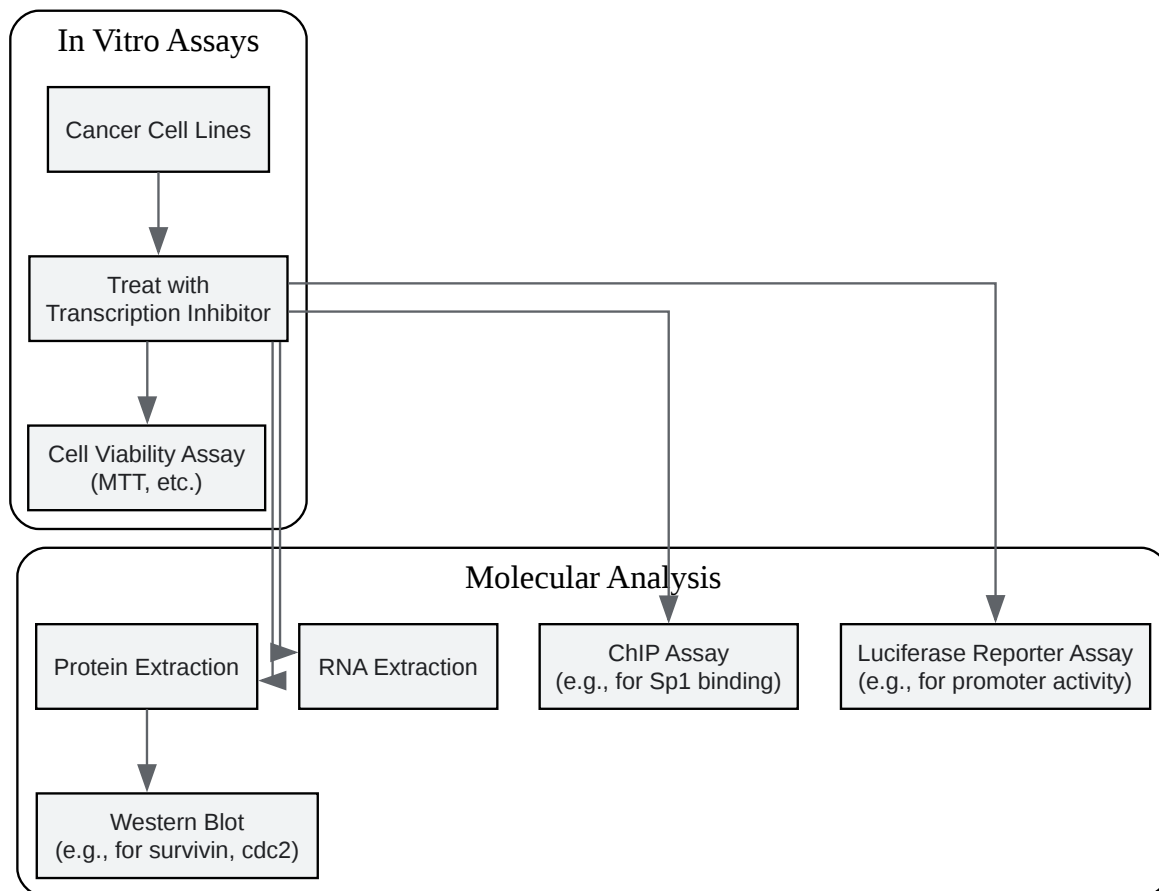 In Vitro Assays
Cancer Cell Lines
Treat with
Transcription Inhibitor
Cell Viability Assay
(MTT, etc.)
Molecular Analysis
Protein Extraction
RNA Extraction
ChIP Assay
(e.g., for Sp1 binding)
Luciferase Reporter Assay
(e.g., for promoter activity)
Western Blot
(e.g., for survivin, cdc2)